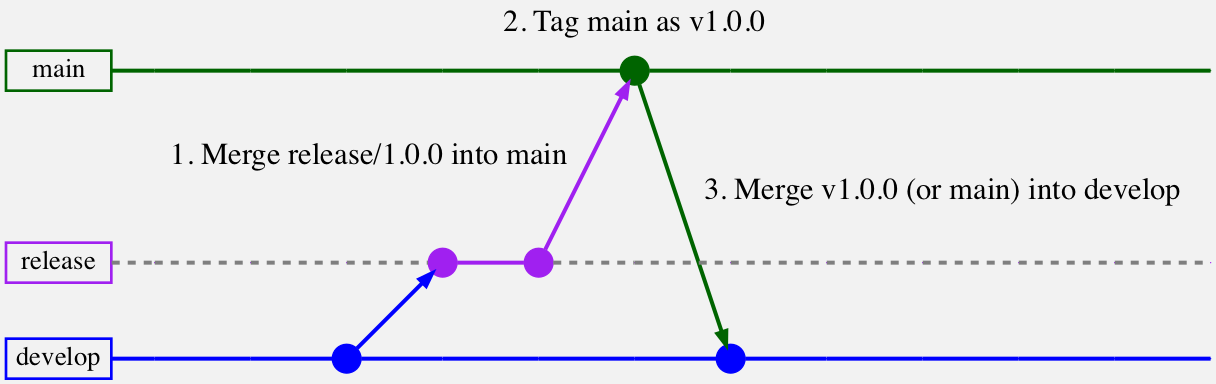 2. Tag main as v1.0.0
main
1. Merge release/1.0.0 into main
3. Merge v1.0.0 (or main) into develop
release
develop